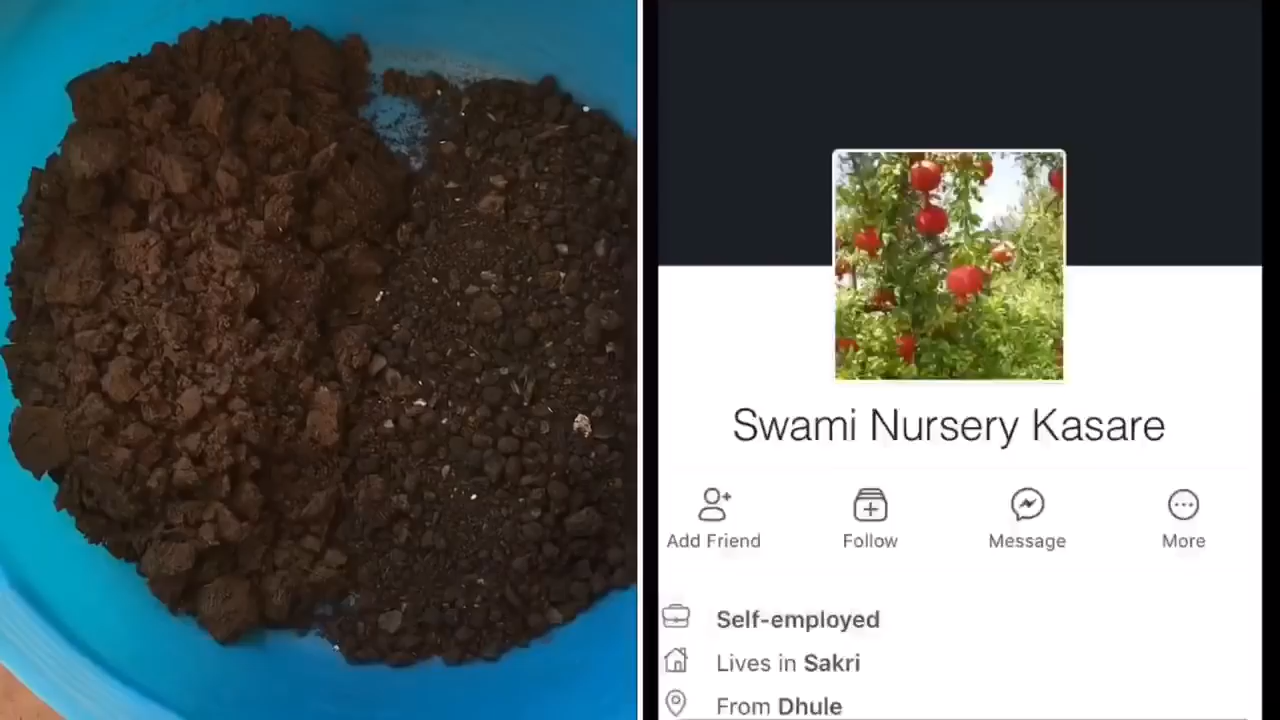 Swami Nursery Kasare
Add Friend Follow Message More
Self-employed
Lives in Sakri
From Dhule